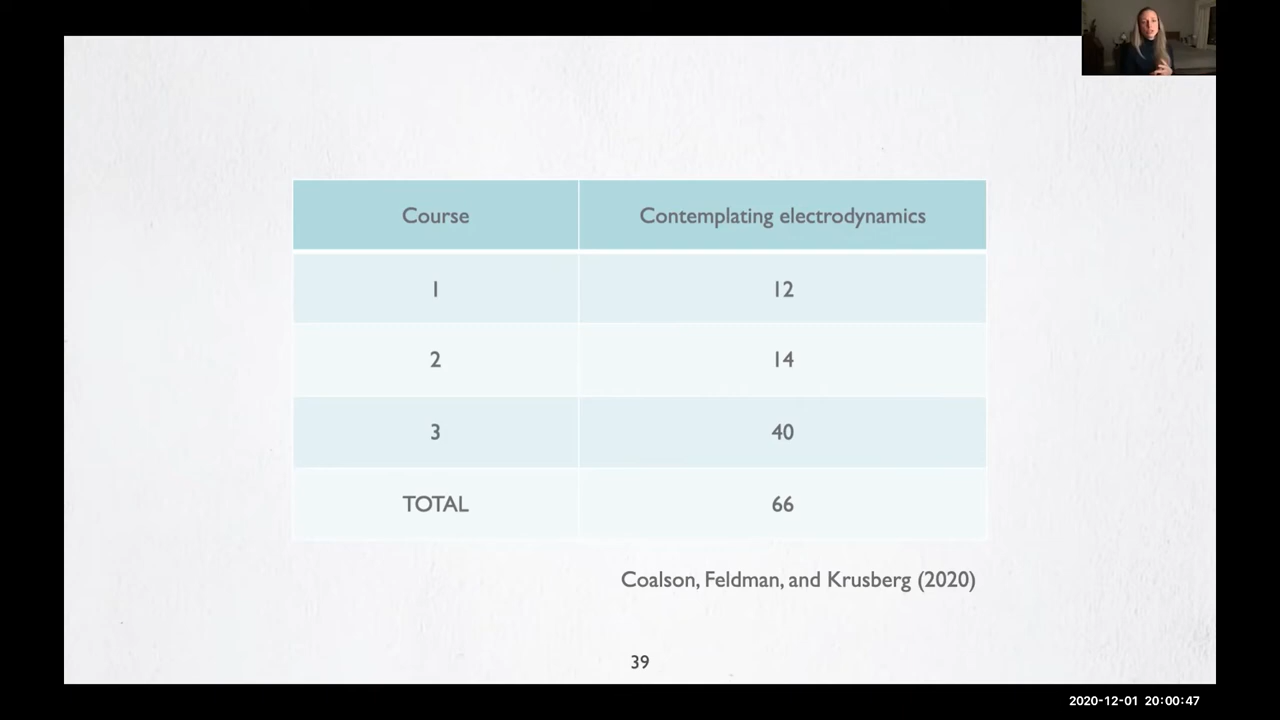 Course Contemplating electrodynamics
1 12
2 14
3 40
TOTAL 66
Coalson, Feldman, and Krusberg (2020)
39
2020-12-01 20:00:47